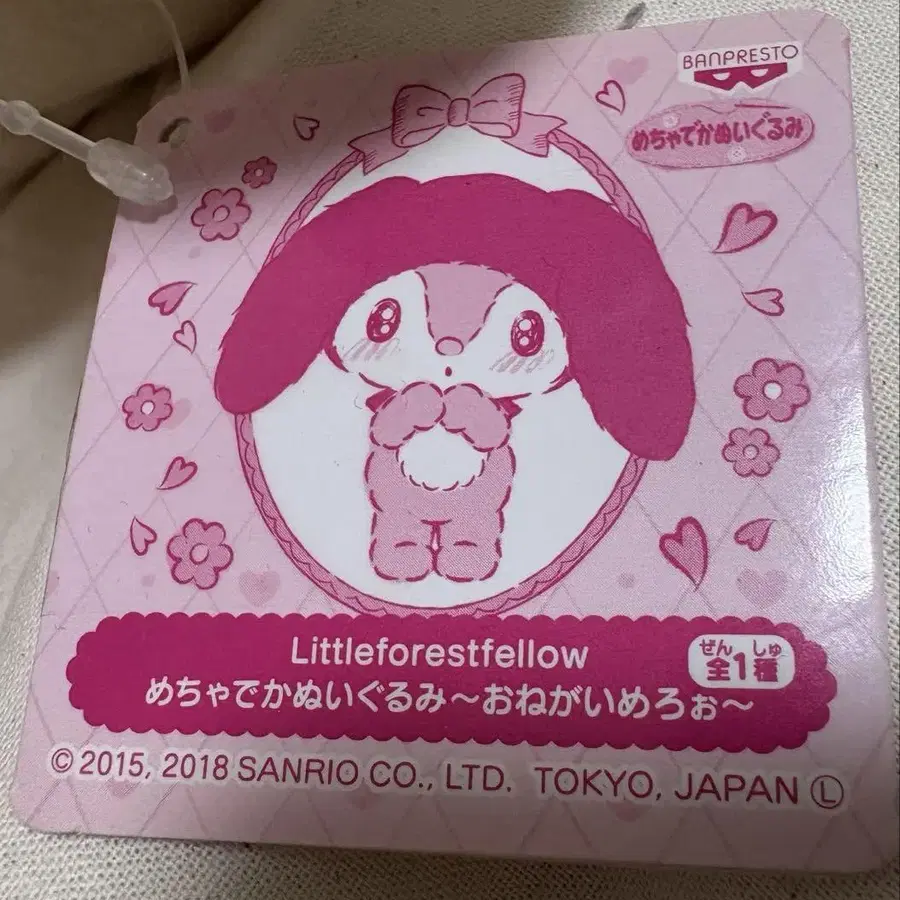 BANPRESTO
めちゃでかぬいぐるみ
Littleforestfellow
ぜん しゅ
全1種
めちゃでかぬいぐるみ〜おねがいめろぉ〜
© 2015, 2018 SANRIO CO., LTD. TOKYO, JAPAN Ⓛ